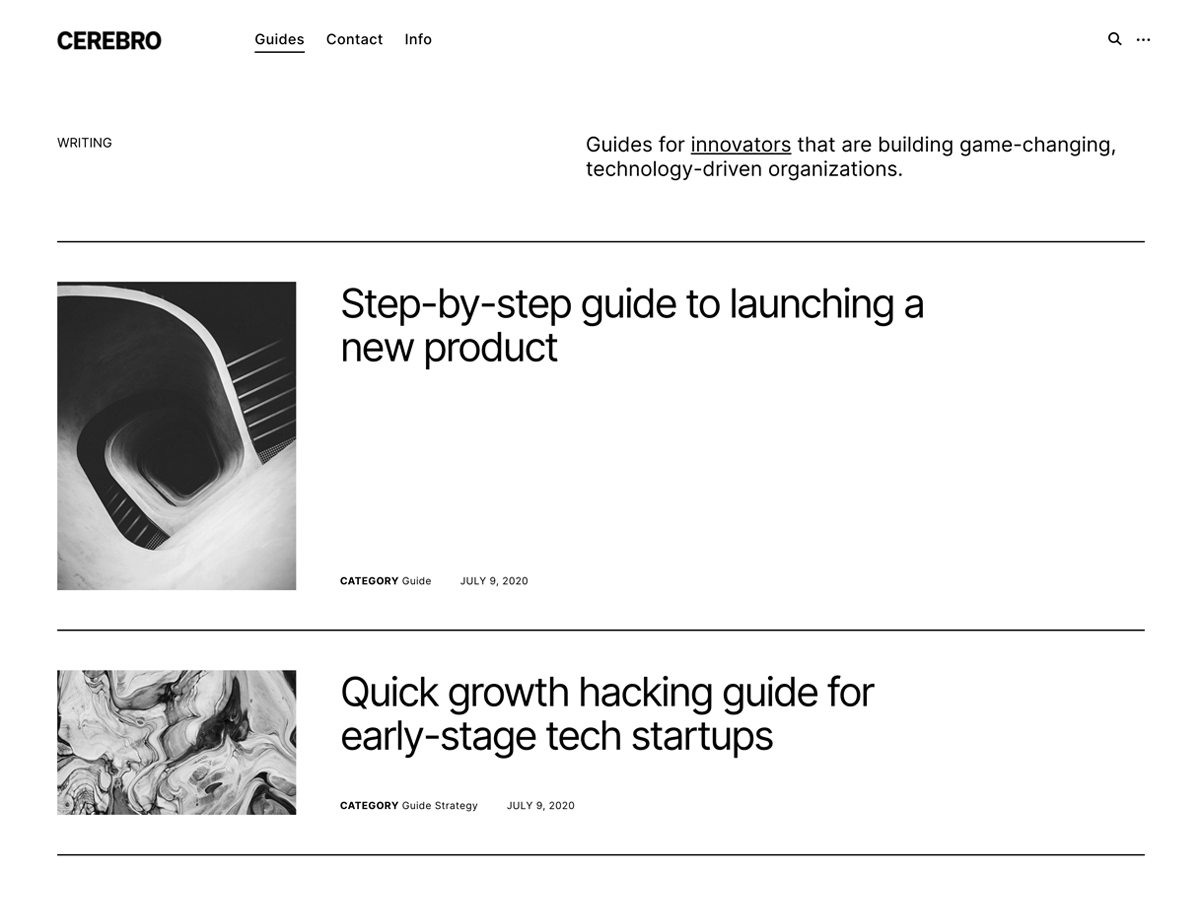 CEREBRO
Guides Contact Info
WRITING
Guides for innovators that are building game-changing,
technology-driven organizations.
Step-by-step guide to launching a
new product
CATEGORY Guide JULY 9, 2020
Quick growth hacking guide for
early-stage tech startups
CATEGORY Guide Strategy JULY 9, 2020